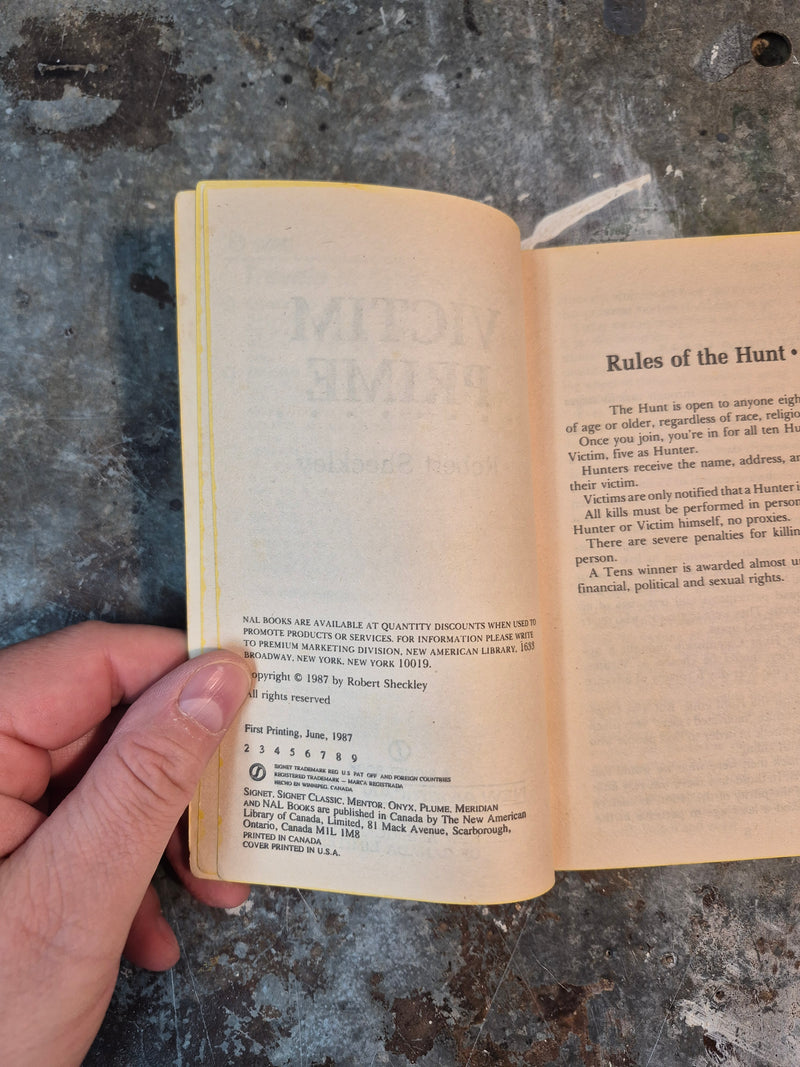 NAL BOOKS ARE AVAILABLE AT QUANTITY DISCOUNTS WHEN USED TO
PROMOTE PRODUCTS OR SERVICES. FOR INFORMATION PLEASE WRITE
TO PREMIUM MARKETING DIVISION, NEW AMERICAN LIBRARY, 1633
BROADWAY, NEW YORK, NEW YORK 10019.
opyright © 1987 by Robert Sheckley
All rights reserved
First Printing, June, 1987
2 3 4 5 6 7 8 9
SIGNET TRADEMARK REG U S PAT OFF AND FOREIGN COUNTRIES
REGISTERED TRADEMARK — MARCA REGISTRADA
HECHO EN WINNIPEG, CANADA
SIGNET, SIGNET CLASSIC, MENTOR, ONYX, PLUME, MERIDIAN
AND NAL BOOKS are published in Canada by The New American
Library of Canada, Limited, 81 Mack Avenue, Scarborough,
Ontario, Canada M1L 1M8
PRINTED IN CANADA
COVER PRINTED IN U.S.A.
Rules of the Hunt •
The Hunt is open to anyone eigh
of age or older, regardless of race, religio
Once you join, you're in for all ten Hu
Victim, five as Hunter.
Hunters receive the name, address, an
their victim.
Victims are only notified that a Hunter i
All kills must be performed in person
Hunter or Victim himself, no proxies.
There are severe penalties for killin
person.
A Tens winner is awarded almost u
financial, political and sexual rights.